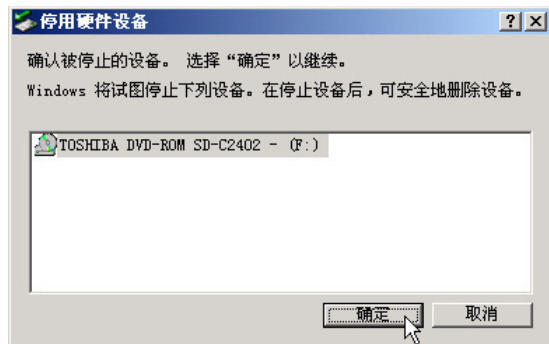 停用硬件设备
确认被停止的设备。 选择“确定”以继续。
Windows 将试图停止下列设备。在停止设备后，可安全地删除设备。
TOSHIBA DVD-ROM SD-C2402 - (F:)
确定 取消